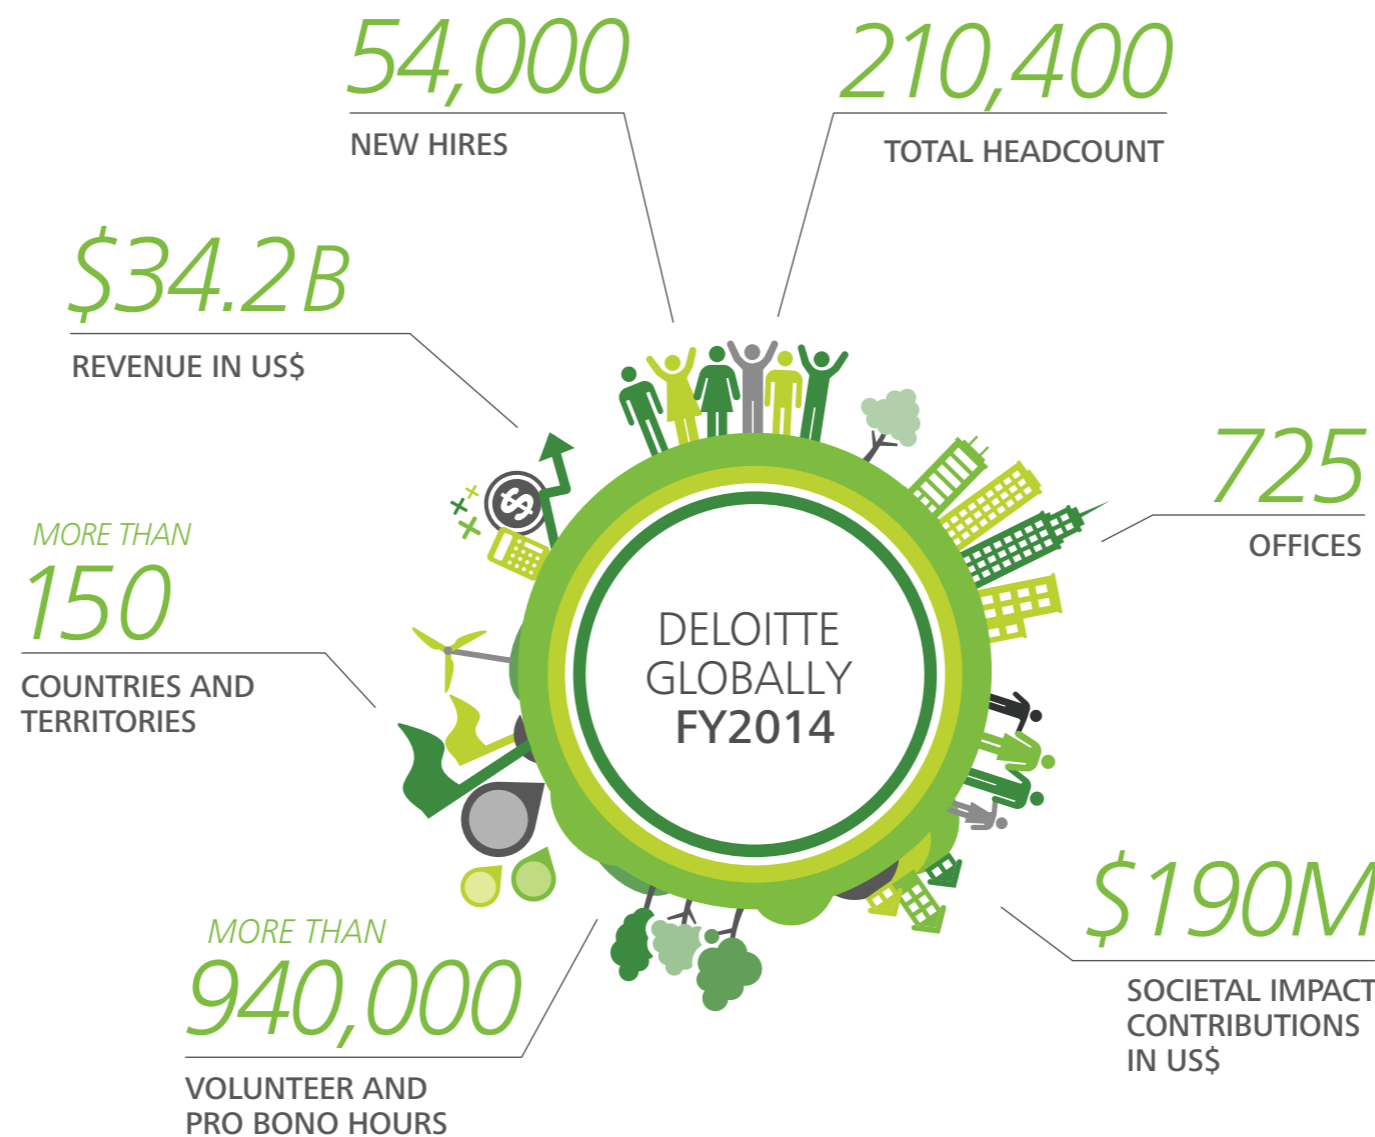 54,000
NEW HIRES
210,400
TOTAL HEADCOUNT
$34.2B
REVENUE IN US$
725
OFFICES
MORE THAN
150
COUNTRIES AND
TERRITORIES
DELOITTE
GLOBALLY
FY2014
$190M
SOCIETAL IMPACT
CONTRIBUTIONS
IN US$
MORE THAN
940,000
VOLUNTEER AND
PRO BONO HOURS